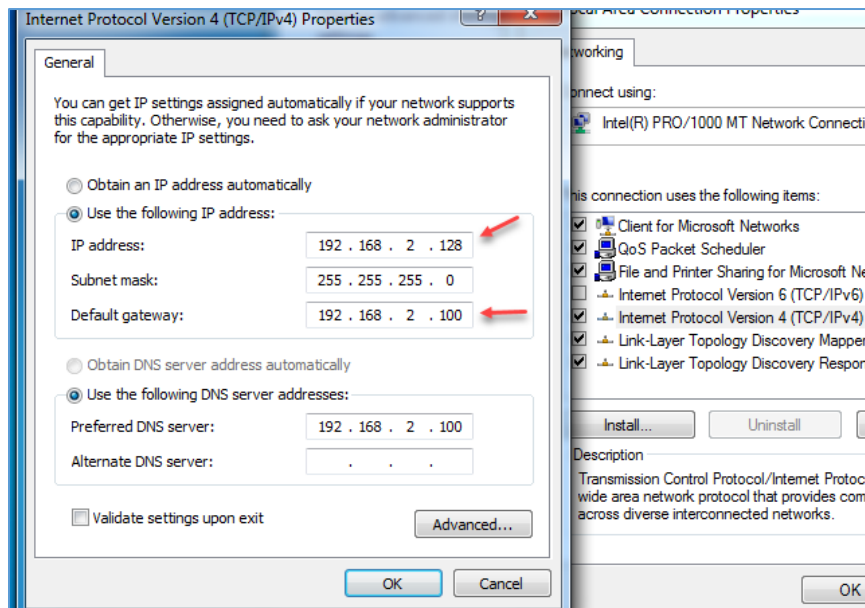 Internet Protocol Version 4 (TCP/IPv4) Properties
General
You can get IP settings assigned automatically if your network supports
this capability. Otherwise, you need to ask your network administrator
for the appropriate IP settings.
Obtain an IP address automatically
Use the following IP address:
IP address: 192 . 168 . 2 . 128
Subnet mask: 255 . 255 . 255 . 0
Default gateway: 192 . 168 . 2 . 100
Obtain DNS server address automatically
Use the following DNS server addresses:
Preferred DNS server: 192 . 168 . 2 . 100
Alternate DNS server: . . .
Validate settings upon exit
Advanced...
OK Cancel
Area Connection Properties
tworking
onnect using:
Intel(R) PRO/1000 MT Network Connecti
his connection uses the following items:
Client for Microsoft Networks
QoS Packet Scheduler
File and Printer Sharing for Microsoft Ne
Internet Protocol Version 6 (TCP/IPv6)
Internet Protocol Version 4 (TCP/IPv4)
Link-Layer Topology Discovery Mapper
Link-Layer Topology Discovery Respon
Install... Uninstall
Description
Transmission Control Protocol/Internet Protoc
wide area network protocol that provides com
across diverse interconnected networks.
OK